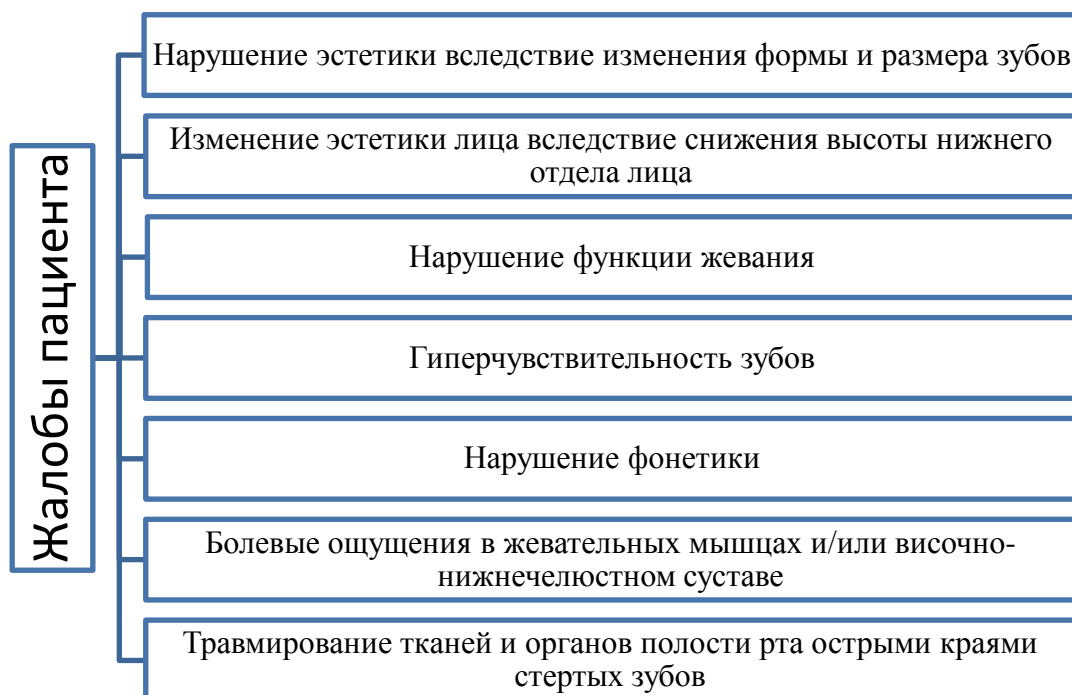 Жалобы пациента
Нарушение эстетики вследствие изменения формы и размера зубов
Изменение эстетики лица вследствие снижения высоты нижнего
отдела лица
Нарушение функции жевания
Гиперчувствительность зубов
Нарушение фонетики
Болевые ощущения в жевательных мышцах и/или височно-
нижнечелюстном суставе
Травмирование тканей и органов полости рта острыми краями
стертых зубов